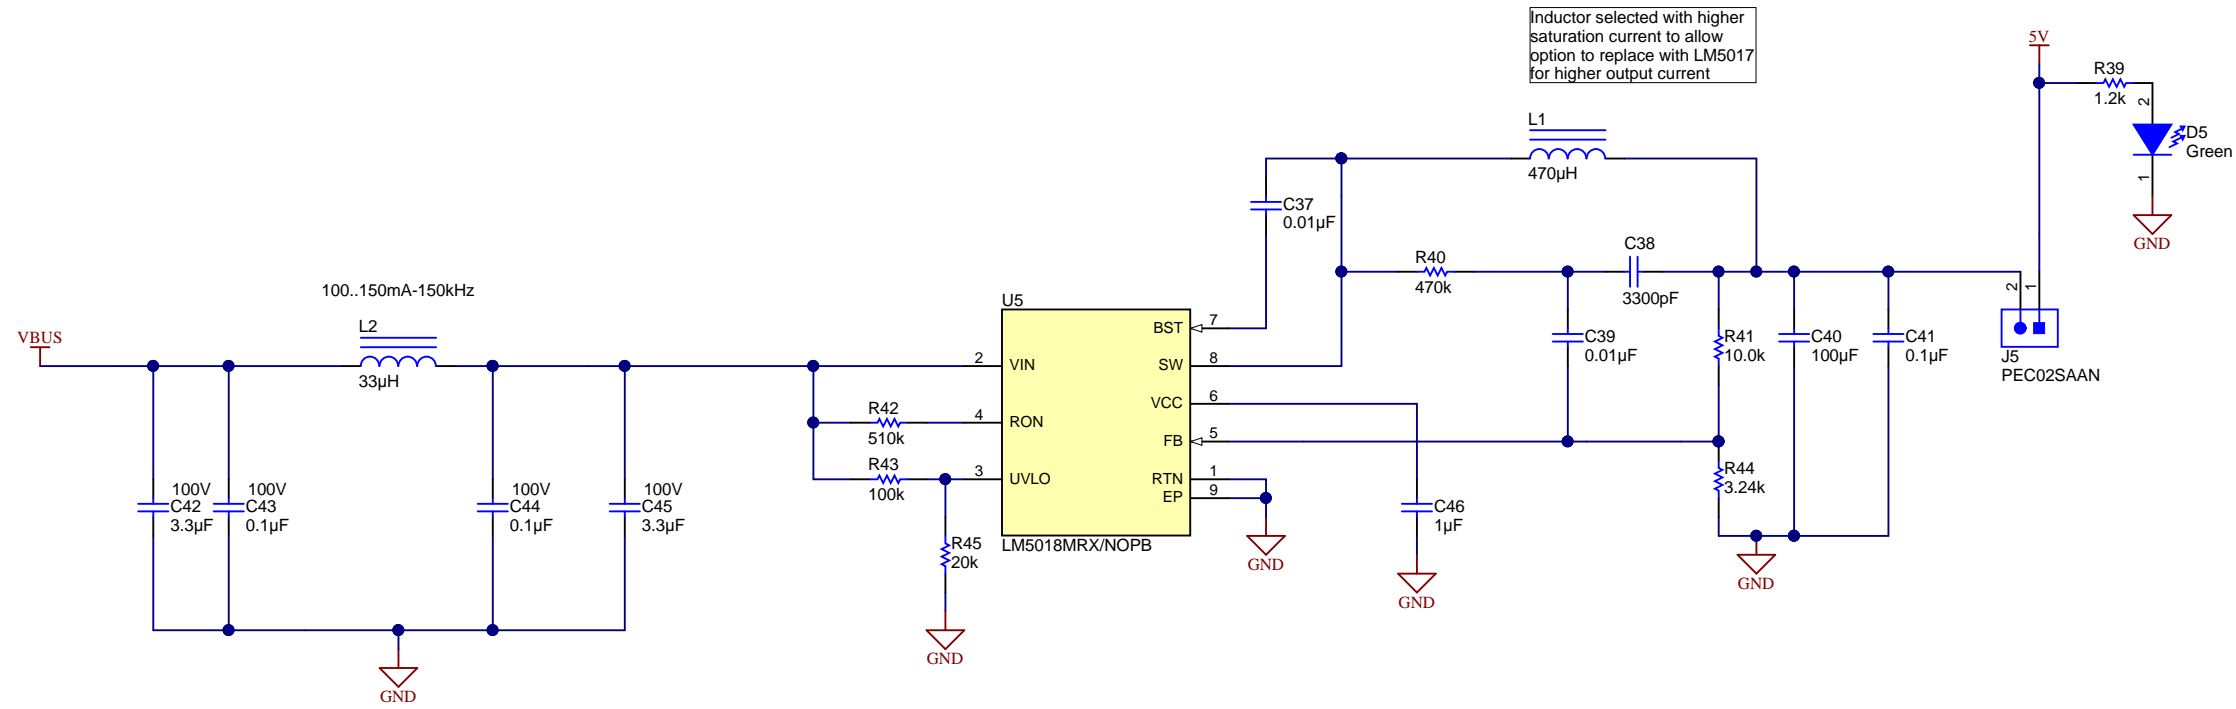 Inductor selected with higher
saturation current to allow
option to replace with LM5017
for higher output current
5V
R39
1.2k
2
D5
Green
1
GND
L1
470µH
C37
0.01µF
R40
470k
C38
3300pF
100..150mA-150kHz
L2
33µH
VBUS
U5
BST
7
2
VIN
SW
8
VCC
6
4
RON
FB
5
3
UVLO
RTN
1
EP
9
LM5018MRX/NOPB
R42
510k
R43
100k
C39
0.01µF
R41
10.0k
C40
100µF
C41
0.1µF
2
1
J5
PEC02SAAN
100V
C42
3.3µF
100V
C43
0.1µF
100V
C44
0.1µF
100V
C45
3.3µF
R45
20k
C46
1µF
R44
3.24k
GND
GND
GND
GND
GND